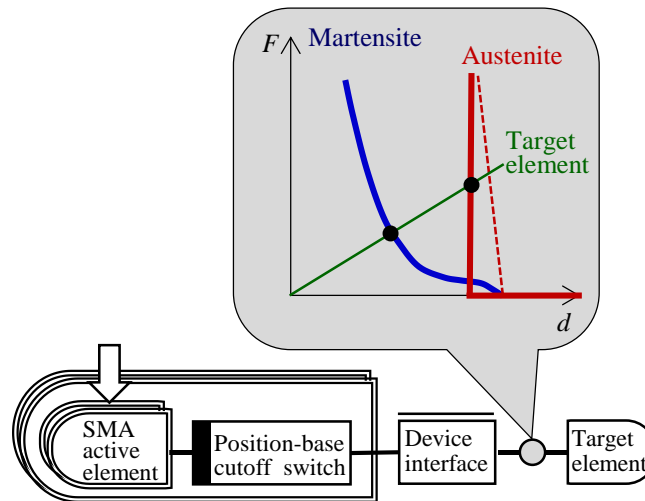 F
Martensite
Austenite
Target
element
d
SMA
active
element
Position-base
cutoff switch
Device
interface
Target
element